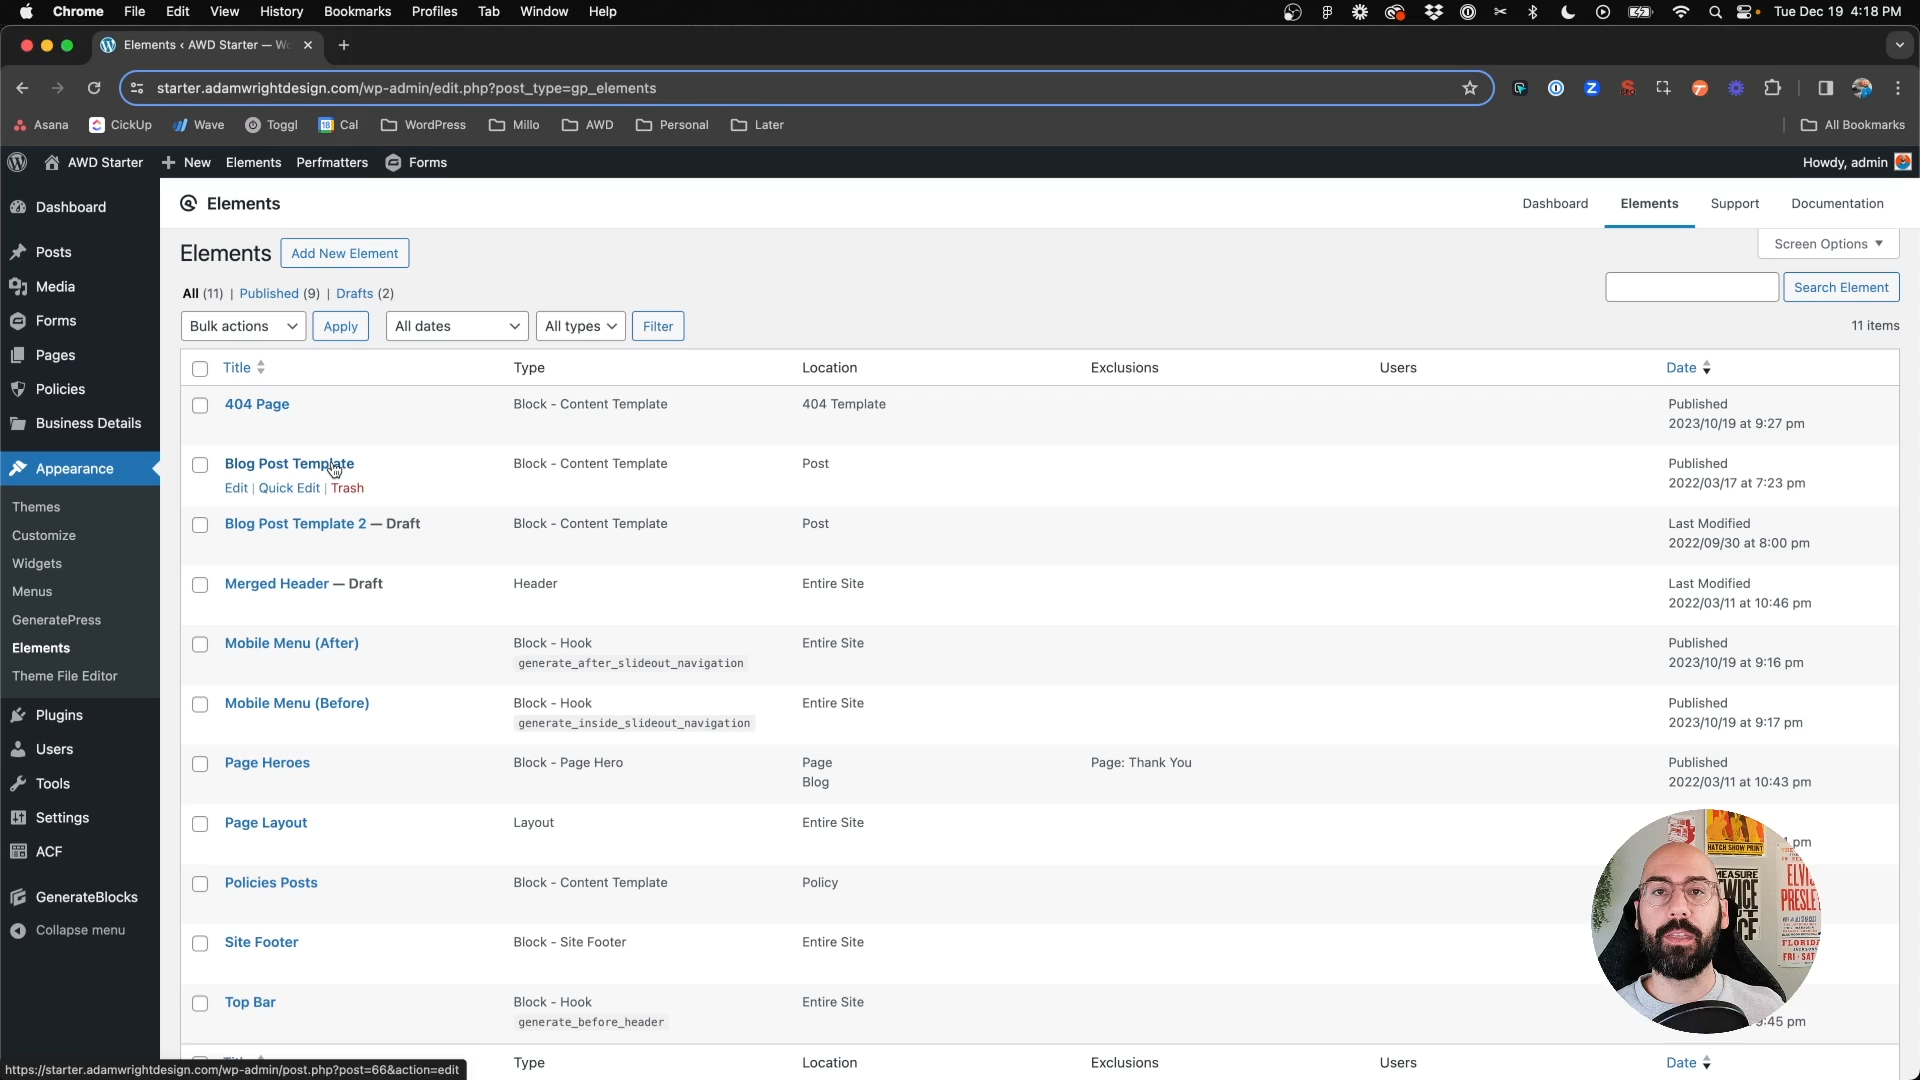 Chrome File Edit View History Bookmarks Profiles Tab Window Help Tue Dec 19 4:18 PM
Elements ‹ AWD Starter — Wo
starter.adamwrightdesign.com/wp-admin/edit.php?post_type=gp_elements
Asana CickUp Wave Toggl Cal WordPress Millo AWD Personal Later All Bookmarks
AWD Starter New Elements Perfmatters Forms Howdy, admin
Dashboard
Posts
Media
Forms
Pages
Policies
Business Details
Appearance
Themes
Customize
Widgets
Menus
GeneratePress
Elements
Theme File Editor
Plugins
Users
Tools
Settings
ACF
GenerateBlocks
Collapse menu
Elements Dashboard Elements Support Documentation
Elements Add New Element Screen Options
All (11) | Published (9) | Drafts (2) Search Element
Bulk actions Apply All dates All types Filter 11 items
Title Type Location Exclusions Users Date
404 Page Block - Content Template 404 Template Published
2023/10/19 at 9:27 pm
Blog Post Template Block - Content Template Post Published
Edit | Quick Edit | Trash 2022/03/17 at 7:23 pm
Blog Post Template 2 — Draft Block - Content Template Post Last Modified
2022/09/30 at 8:00 pm
Merged Header — Draft Header Entire Site Last Modified
2022/03/11 at 10:46 pm
Mobile Menu (After) Block - Hook Entire Site Published
generate_after_slideout_navigation 2023/10/19 at 9:16 pm
Mobile Menu (Before) Block - Hook Entire Site Published
generate_inside_slideout_navigation 2023/10/19 at 9:17 pm
Page Heroes Block - Page Hero Page Page: Thank You Published
Blog 2022/03/11 at 10:43 pm
Page Layout Layout Entire Site
pm
Policies Posts Block - Content Template Policy
Site Footer Block - Site Footer Entire Site
Top Bar Block - Hook Entire Site
generate_before_header 9:45 pm
Type Location Exclusions Users Date
HATCH SHOW PRINT
MEASURE
TWICE
ELVIS
PRESLEY
FLORIDA
https://starter.adamwrightdesign.com/wp-admin/post.php?post=66&action=edit